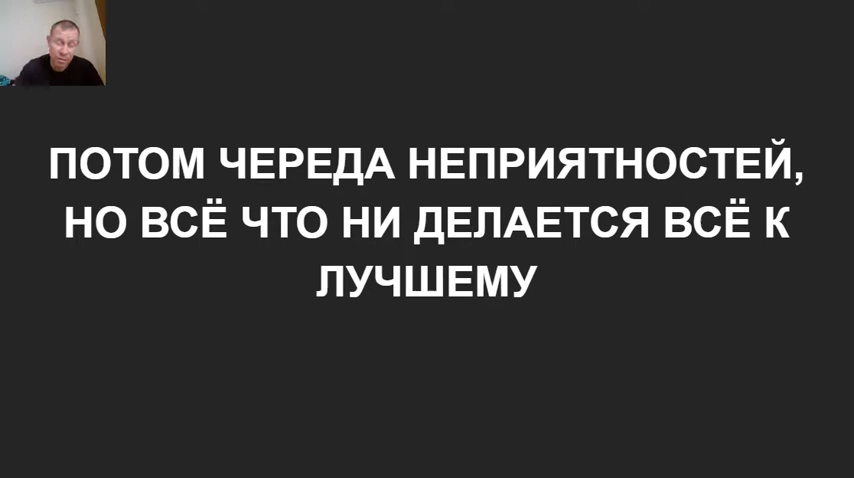 ПОТОМ ЧЕРЕДА НЕПРИЯТНОСТЕЙ,
НО ВСЁ ЧТО НИ ДЕЛАЕТСЯ ВСЁ К
ЛУЧШЕМУ